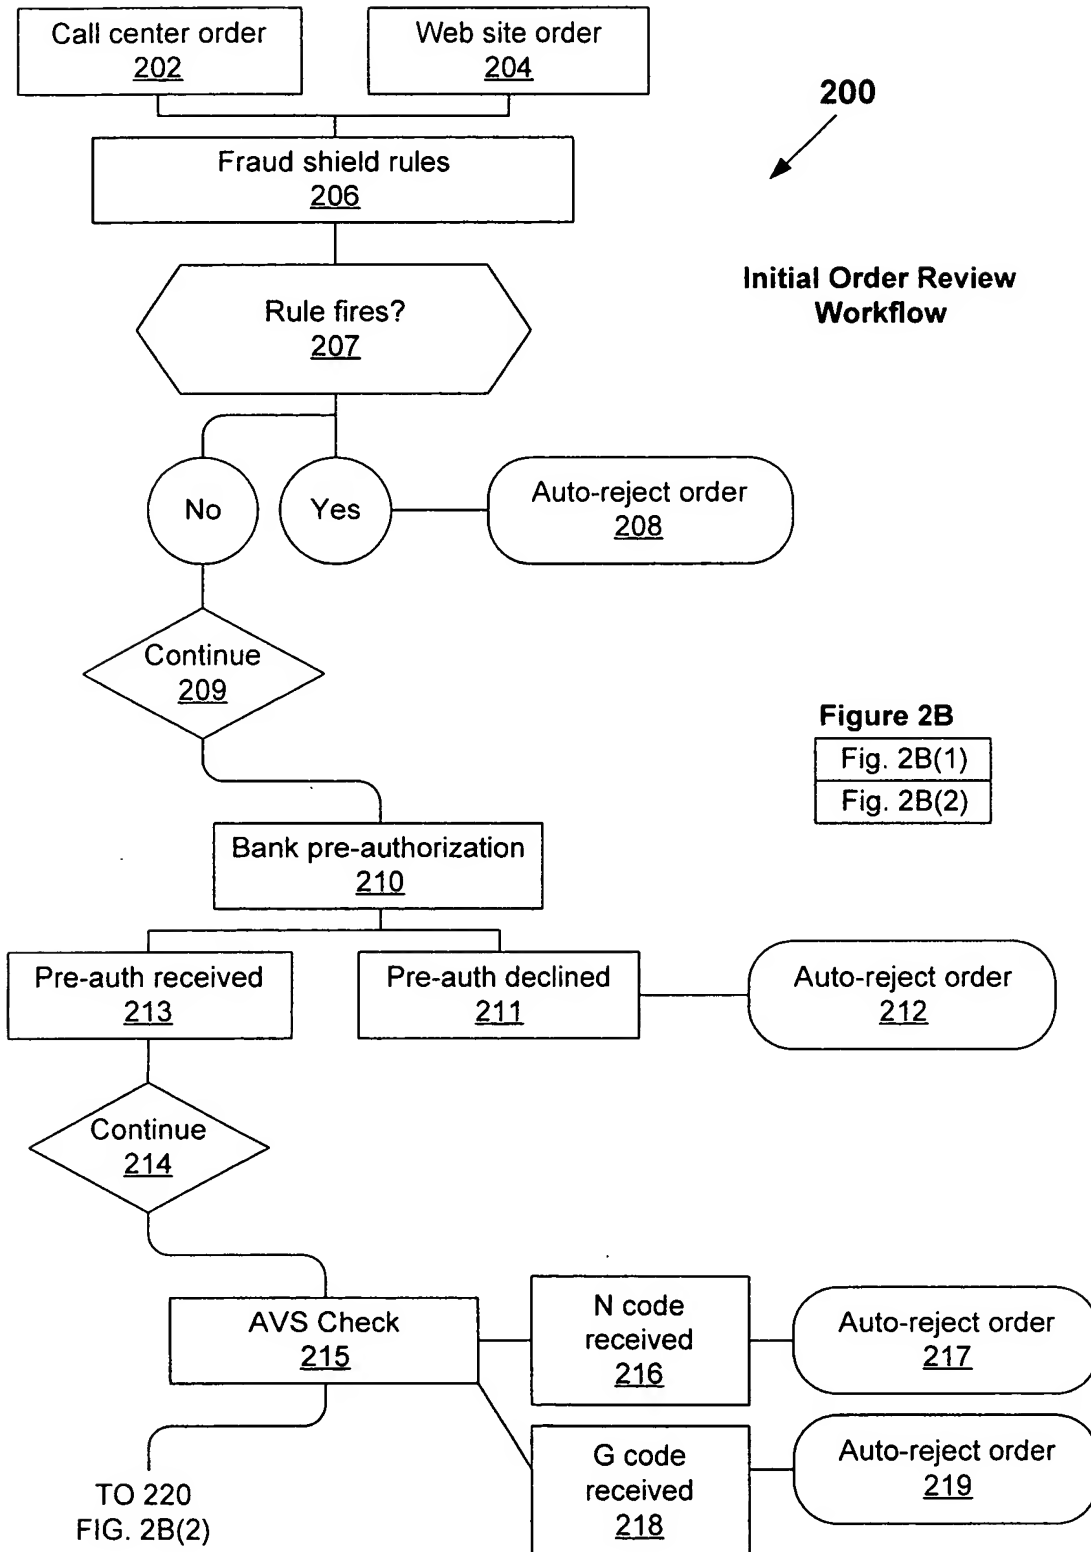 Call center order
202
Web site order
204
200
Fraud shield rules
206
Initial Order Review
Workflow
Rule fires?
207
No
Yes
Auto-reject order
208
Continue
209
Figure 2B
Fig. 2B(1)
Fig. 2B(2)
Bank pre-authorization
210
Pre-auth received
213
Pre-auth declined
211
Auto-reject order
212
Continue
214
AVS Check
215
N code
received
216
Auto-reject order
217
G code
received
218
Auto-reject order
219
TO 220
FIG. 2B(2)